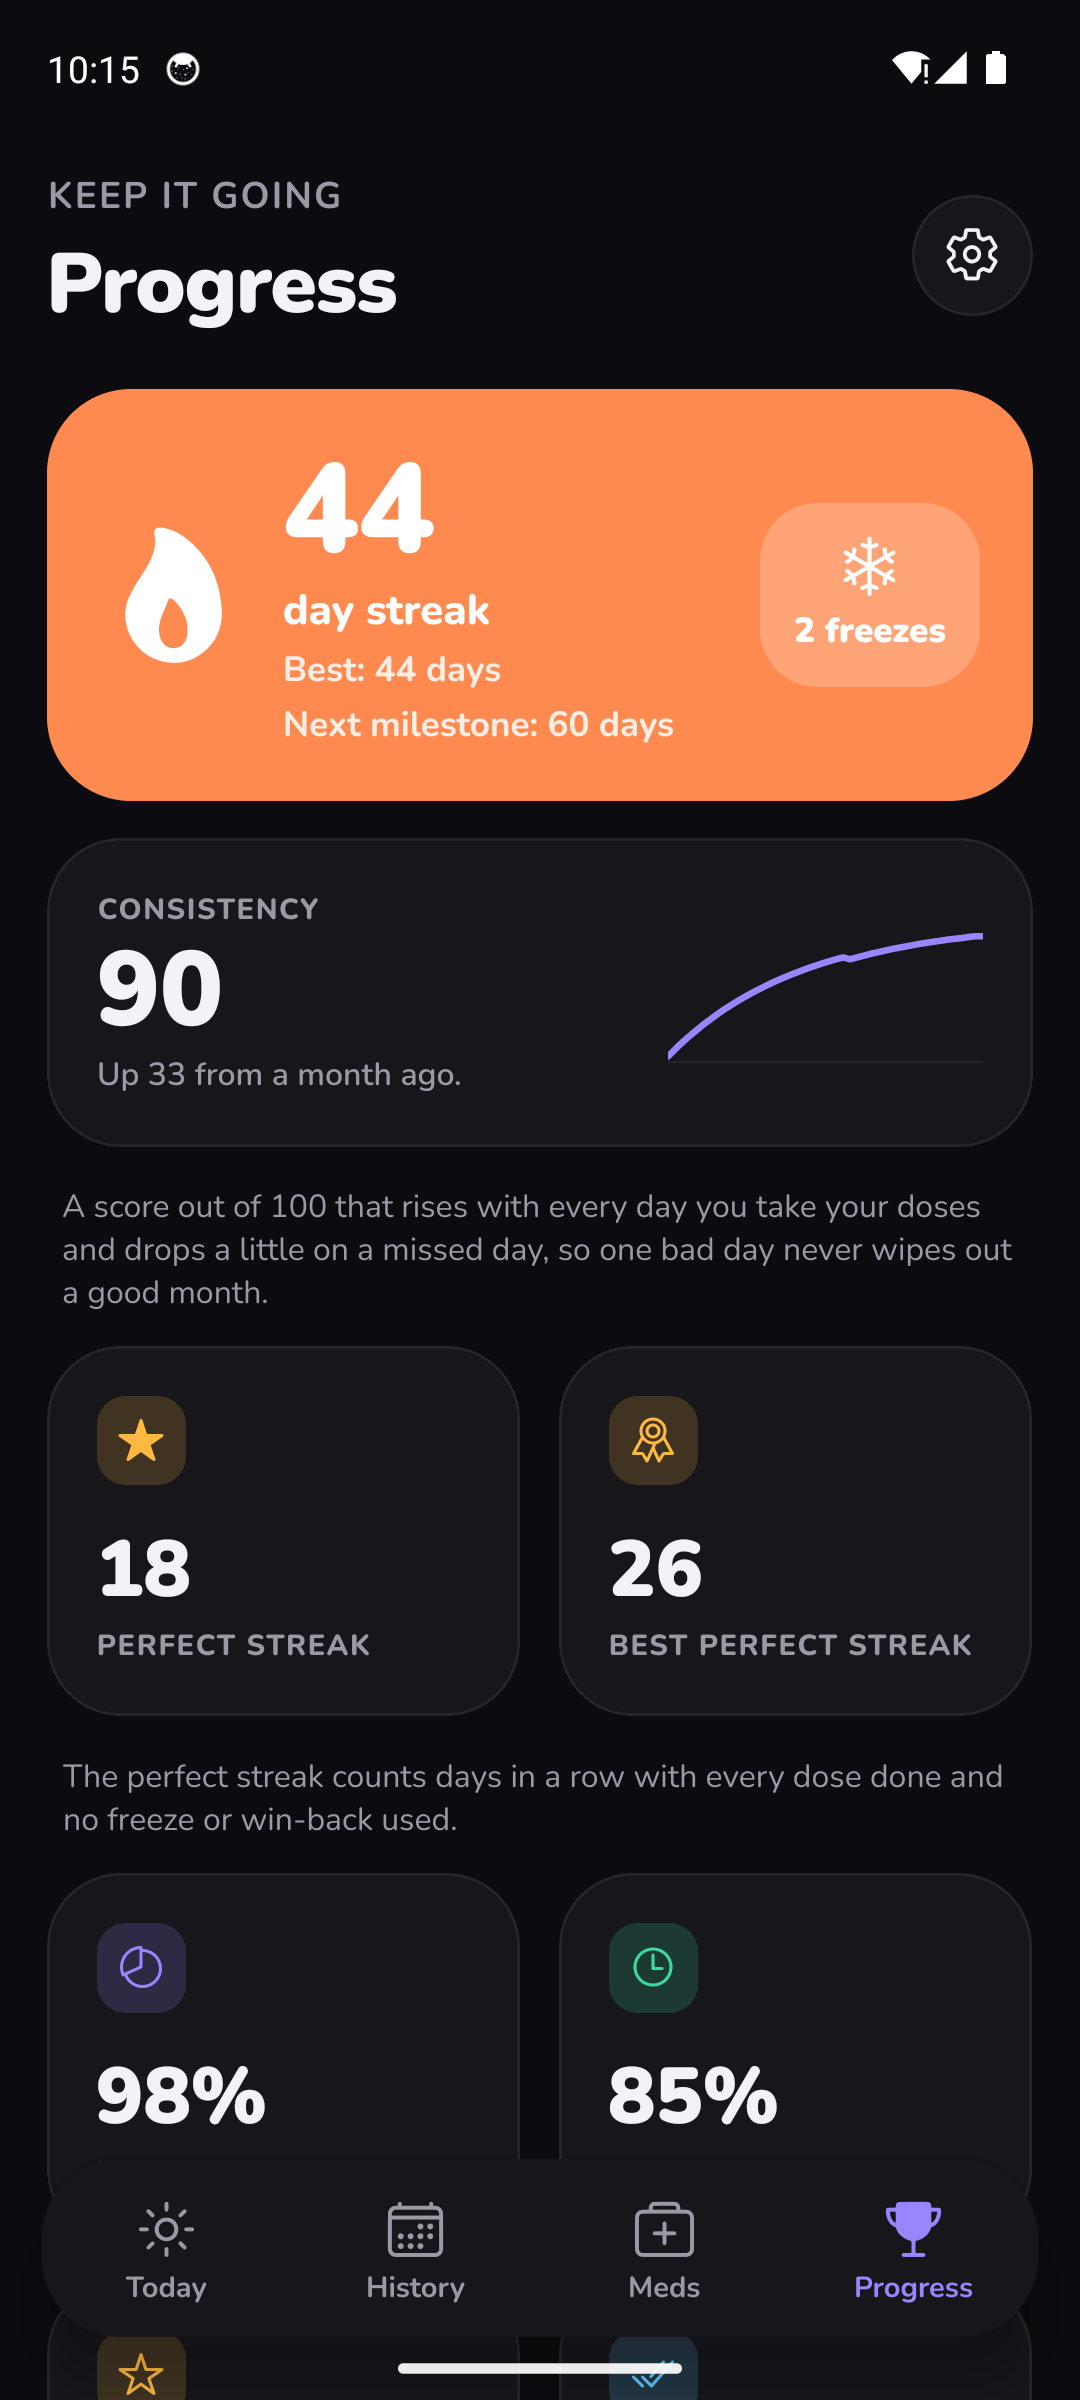 10:15
KEEP IT GOING
Progress
44
day streak
Best: 44 days
Next milestone: 60 days
2 freezes
CONSISTENCY
90
Up 33 from a month ago.
A score out of 100 that rises with every day you take your doses
and drops a little on a missed day, so one bad day never wipes out
a good month.
18
PERFECT STREAK
26
BEST PERFECT STREAK
The perfect streak counts days in a row with every dose done and
no freeze or win-back used.
98%
85%
Today
History
Meds
Progress